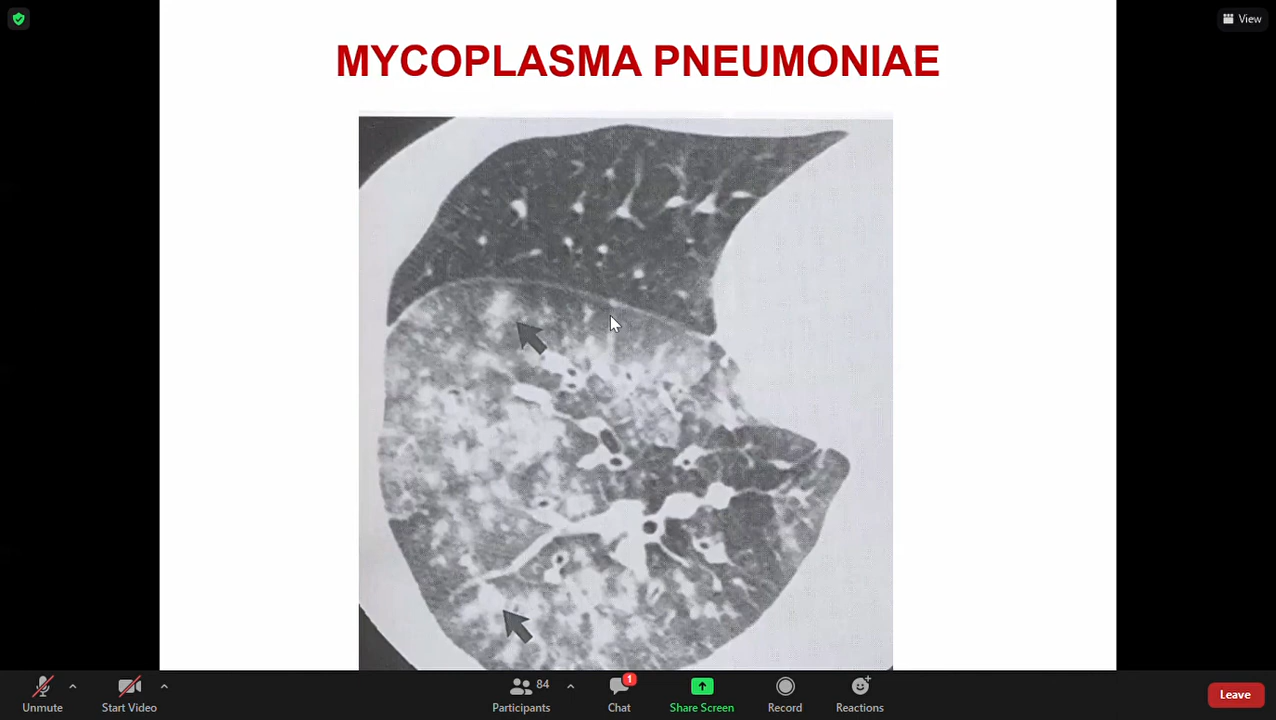 View
MYCOPLASMA PNEUMONIAE
Unmute
Start Video
84
Participants
1
Chat
Share Screen
Record
Reactions
Leave